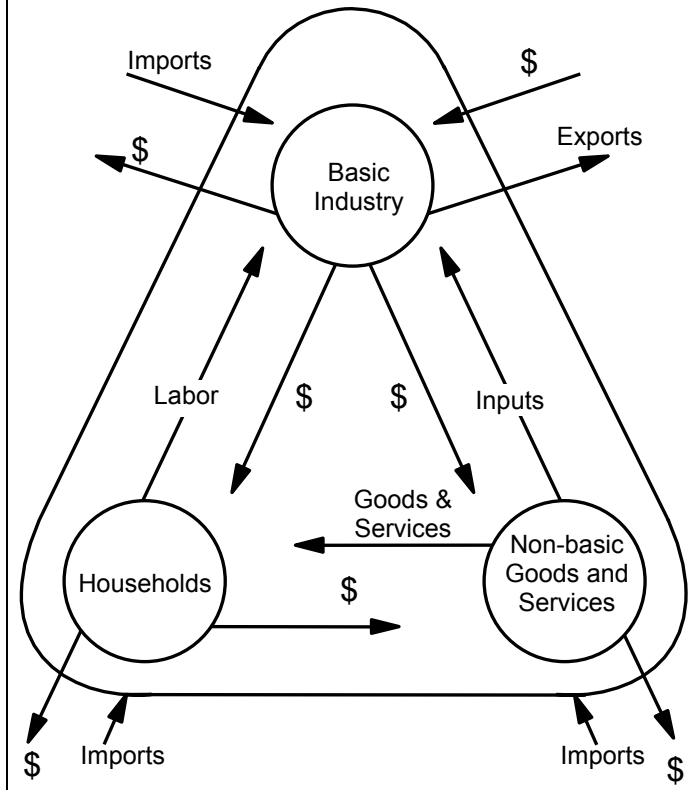 Imports
$
$
Exports
Basic
Industry
Labor
$
$
Inputs
Goods &
Services
Households
$
Non-basic
Goods and
Services
$
Imports
Imports
$